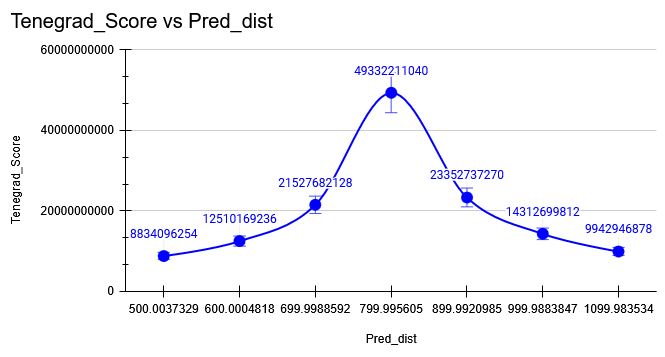 Tenegrad_Score vs Pred_dist
60000000000
49332211040
40000000000
Tenegrad_Score
21527682128
23352737270
20000000000
12510169236
14312699812
8834096254
9942946878
0
500.0037329 600.0004818 699.9988592 799.995605 899.9920985 999.9883847 1099.983534
Pred_dist